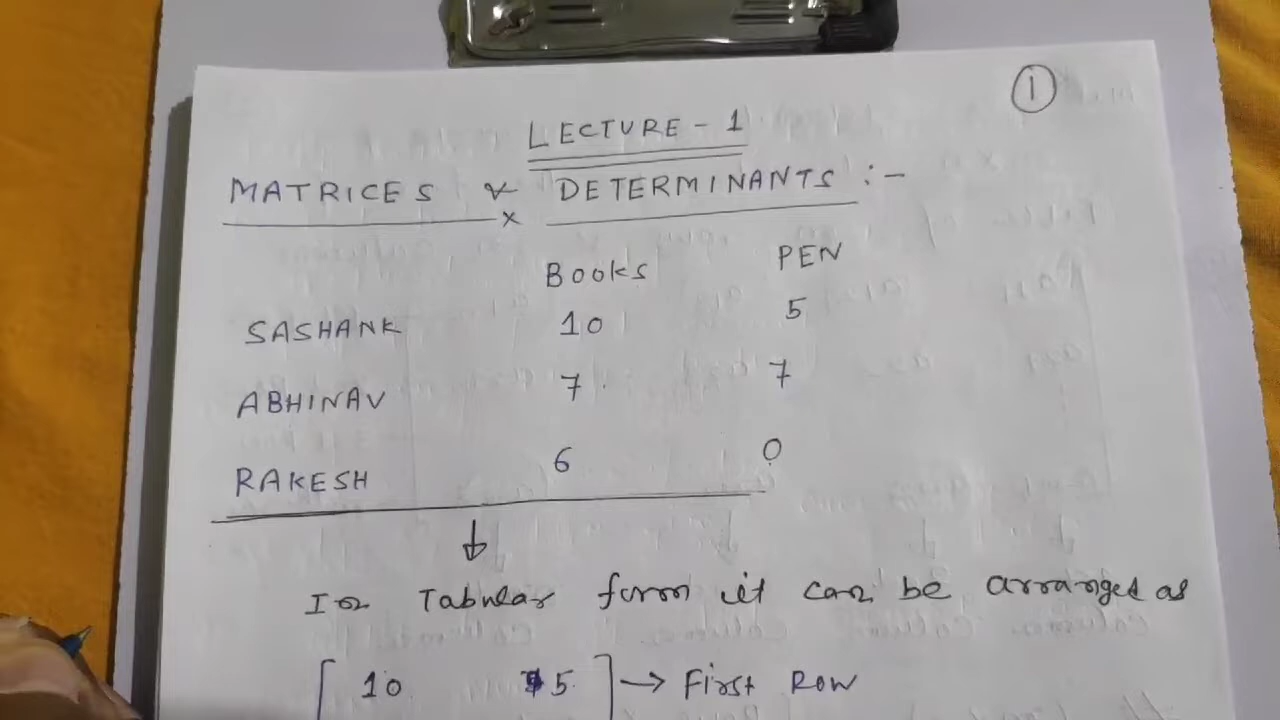 1
LECTURE - 1
MATRICES & DETERMINANTS :-
x
Books PEN
SASHANK 10 5
ABHINAV 7 7
RAKESH 6 0
In Tabular form it can be arranged as
[ 10 5 ] → First Row